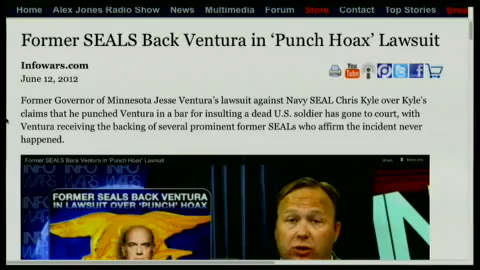 Home Alex Jones Radio Show News Multimedia Forum Store Contact Top Stories
Former SEALS Back Ventura in ‘Punch Hoax’ Lawsuit
Infowars.com
June 12, 2012
You Tube
Former Governor of Minnesota Jesse Ventura's lawsuit against Navy SEAL Chris Kyle over Kyle's
claims that he punched Ventura in a bar for insulting a dead U.S. soldier has gone to court, with
Ventura receiving the backing of several prominent former SEALs who affirm the incident never
happened.
Former SEALS Back Ventura in 'Punch Hoax' Lawsuit
FORMER SEALS BACK VENTURA
IN LAWSUIT OVER 'PUNCH' HOAX